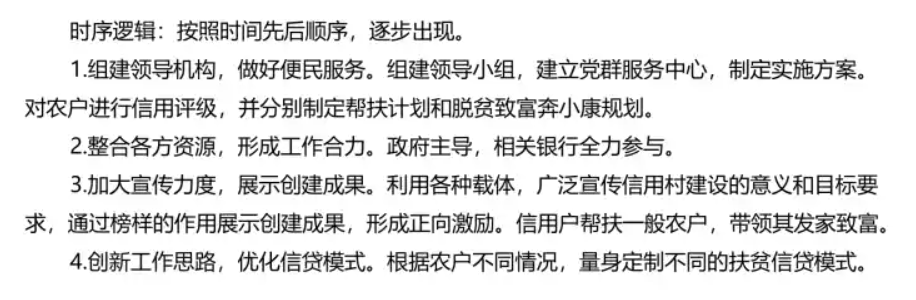 时序逻辑：按照时间先后顺序，逐步出现。
1.组建领导机构，做好便民服务。组建领导小组，建立党群服务中心，制定实施方案。
对农户进行信用评级，并分别制定帮扶计划和脱贫致富奔小康规划。
2.整合各方资源，形成工作合力。政府主导，相关银行全力参与。
3.加大宣传力度，展示创建成果。利用各种载体，广泛宣传信用村建设的意义和目标要
求，通过榜样的作用展示创建成果，形成正向激励。信用户帮扶一般农户，带领其发家致富。
4.创新工作思路，优化信贷模式。根据农户不同情况，量身定制不同的扶贫信贷模式。